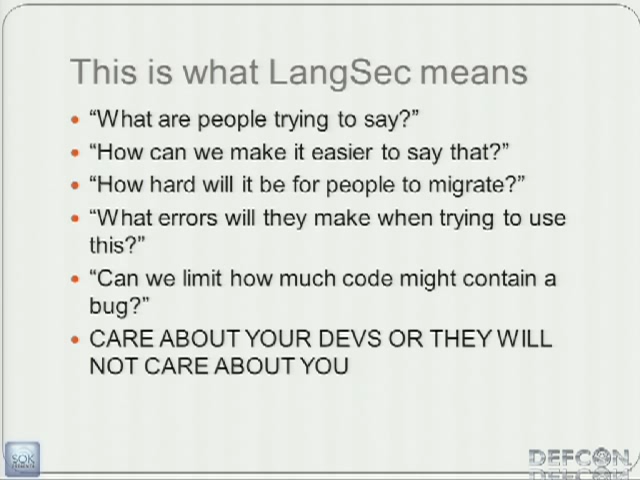 This is what LangSec means
“What are people trying to say?”
“How can we make it easier to say that?”
“How hard will it be for people to migrate?”
“What errors will they make when trying to use
this?”
“Can we limit how much code might contain a
bug?”
CARE ABOUT YOUR DEVS OR THEY WILL
NOT CARE ABOUT YOU
SOK
DEFCON